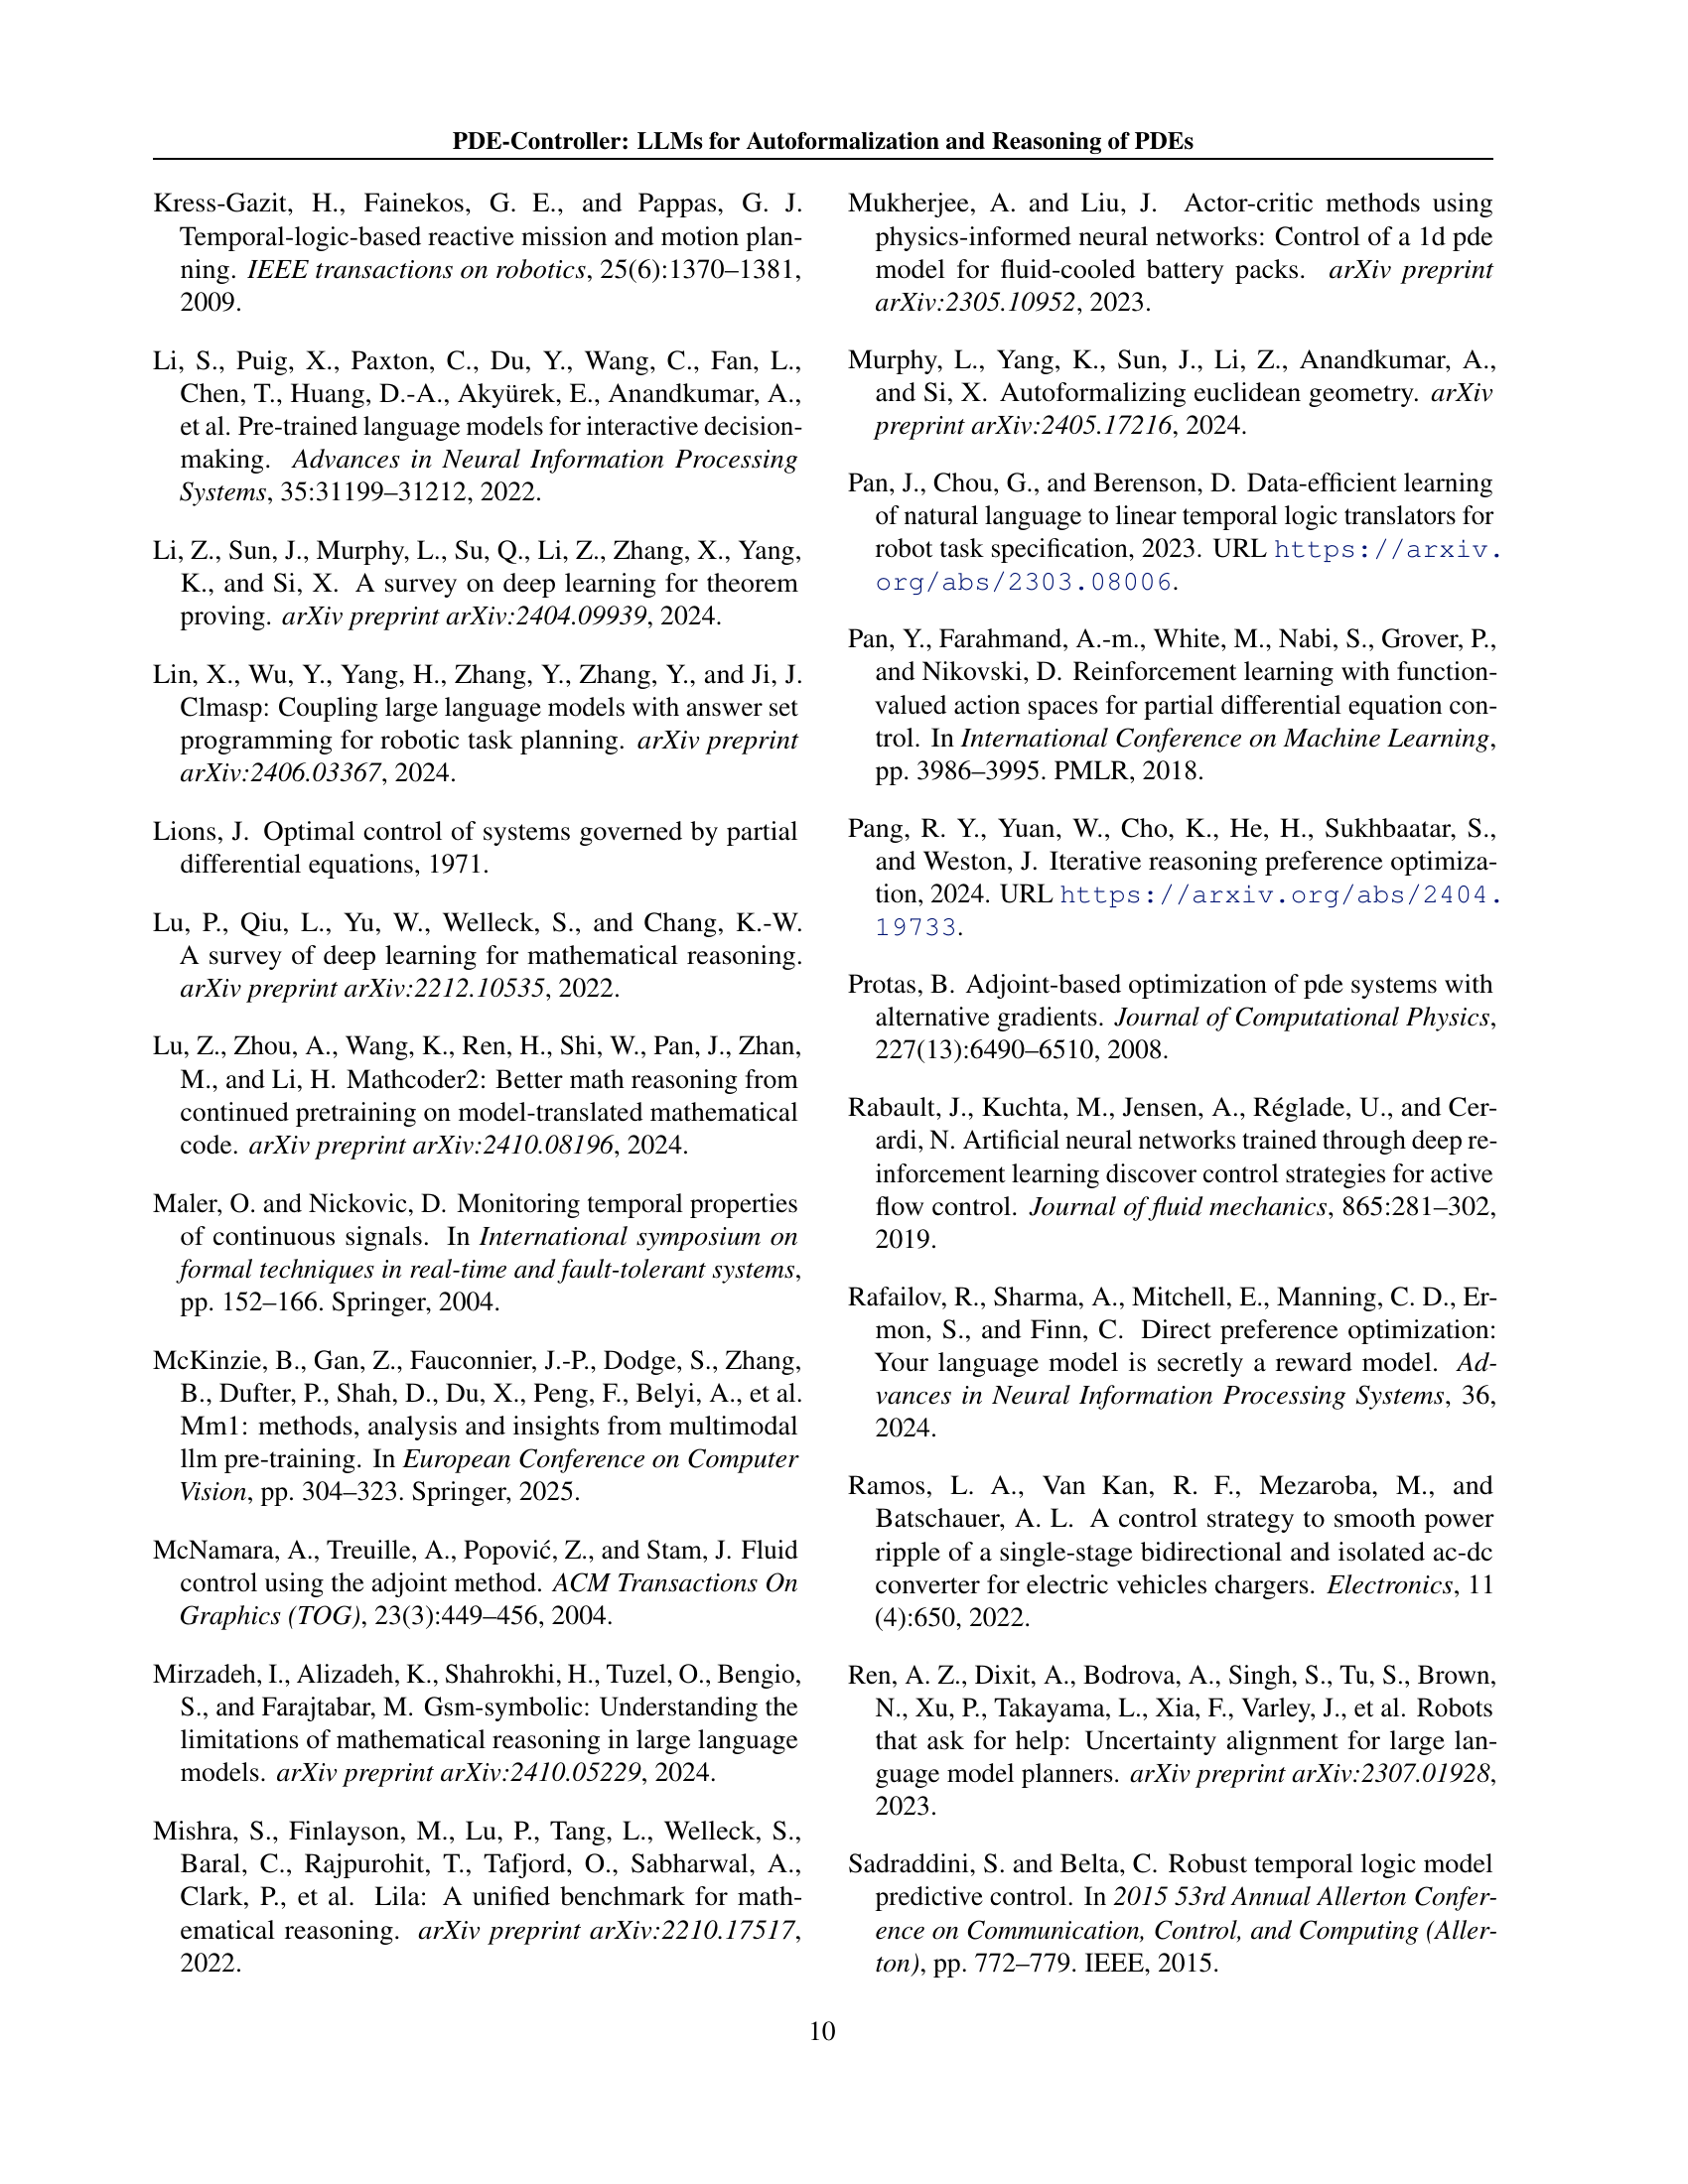 PDE-Controller: LLMs for Autoformalization and Reasoning of PDEs
Kress-Gazit, H., Fainekos, G. E., and Pappas, G. J.
Temporal-logic-based reactive mission and motion plan-
ning. IEEE transactions on robotics, 25(6):1370–1381,
2009.
Li, S., Puig, X., Paxton, C., Du, Y., Wang, C., Fan, L.,
Chen, T., Huang, D.-A., Akyürek, E., Anandkumar, A.,
et al. Pre-trained language models for interactive decision-
making. Advances in Neural Information Processing
Systems, 35:31199–31212, 2022.
Li, Z., Sun, J., Murphy, L., Su, Q., Li, Z., Zhang, X., Yang,
K., and Si, X. A survey on deep learning for theorem
proving. arXiv preprint arXiv:2404.09939, 2024.
Lin, X., Wu, Y., Yang, H., Zhang, Y., Zhang, Y., and Ji, J.
Clmasp: Coupling large language models with answer set
programming for robotic task planning. arXiv preprint
arXiv:2406.03367, 2024.
Lions, J. Optimal control of systems governed by partial
differential equations, 1971.
Lu, P., Qiu, L., Yu, W., Welleck, S., and Chang, K.-W.
A survey of deep learning for mathematical reasoning.
arXiv preprint arXiv:2212.10535, 2022.
Lu, Z., Zhou, A., Wang, K., Ren, H., Shi, W., Pan, J., Zhan,
M., and Li, H. Mathcoder2: Better math reasoning from
continued pretraining on model-translated mathematical
code. arXiv preprint arXiv:2410.08196, 2024.
Maler, O. and Nickovic, D. Monitoring temporal properties
of continuous signals. In International symposium on
formal techniques in real-time and fault-tolerant systems,
pp. 152–166. Springer, 2004.
McKinzie, B., Gan, Z., Fauconnier, J.-P., Dodge, S., Zhang,
B., Dufter, P., Shah, D., Du, X., Peng, F., Belyi, A., et al.
Mm1: methods, analysis and insights from multimodal
llm pre-training. In European Conference on Computer
Vision, pp. 304–323. Springer, 2025.
McNamara, A., Treuille, A., Popović, Z., and Stam, J. Fluid
control using the adjoint method. ACM Transactions On
Graphics (TOG), 23(3):449–456, 2004.
Mirzadeh, I., Alizadeh, K., Shahrokhi, H., Tuzel, O., Bengio,
S., and Farajtabar, M. Gsm-symbolic: Understanding the
limitations of mathematical reasoning in large language
models. arXiv preprint arXiv:2410.05229, 2024.
Mishra, S., Finlayson, M., Lu, P., Tang, L., Welleck, S.,
Baral, C., Rajpurohit, T., Tafjord, O., Sabharwal, A.,
Clark, P., et al. Lila: A unified benchmark for math-
ematical reasoning. arXiv preprint arXiv:2210.17517,
2022.
Mukherjee, A. and Liu, J. Actor-critic methods using
physics-informed neural networks: Control of a 1d pde
model for fluid-cooled battery packs. arXiv preprint
arXiv:2305.10952, 2023.
Murphy, L., Yang, K., Sun, J., Li, Z., Anandkumar, A.,
and Si, X. Autoformalizing euclidean geometry. arXiv
preprint arXiv:2405.17216, 2024.
Pan, J., Chou, G., and Berenson, D. Data-efficient learning
of natural language to linear temporal logic translators for
robot task specification, 2023. URL https://arxiv.
org/abs/2303.08006.
Pan, Y., Farahmand, A.-m., White, M., Nabi, S., Grover, P.,
and Nikovski, D. Reinforcement learning with function-
valued action spaces for partial differential equation con-
trol. In International Conference on Machine Learning,
pp. 3986–3995. PMLR, 2018.
Pang, R. Y., Yuan, W., Cho, K., He, H., Sukhbaatar, S.,
and Weston, J. Iterative reasoning preference optimiza-
tion, 2024. URL https://arxiv.org/abs/2404.
19733.
Protas, B. Adjoint-based optimization of pde systems with
alternative gradients. Journal of Computational Physics,
227(13):6490–6510, 2008.
Rabault, J., Kuchta, M., Jensen, A., Réglade, U., and Cer-
ardi, N. Artificial neural networks trained through deep re-
inforcement learning discover control strategies for active
flow control. Journal of fluid mechanics, 865:281–302,
2019.
Rafailov, R., Sharma, A., Mitchell, E., Manning, C. D., Er-
mon, S., and Finn, C. Direct preference optimization:
Your language model is secretly a reward model. Ad-
vances in Neural Information Processing Systems, 36,
2024.
Ramos, L. A., Van Kan, R. F., Mezaroba, M., and
Batschauer, A. L. A control strategy to smooth power
ripple of a single-stage bidirectional and isolated ac-dc
converter for electric vehicles chargers. Electronics, 11
(4):650, 2022.
Ren, A. Z., Dixit, A., Bodrova, A., Singh, S., Tu, S., Brown,
N., Xu, P., Takayama, L., Xia, F., Varley, J., et al. Robots
that ask for help: Uncertainty alignment for large lan-
guage model planners. arXiv preprint arXiv:2307.01928,
2023.
Sadraddini, S. and Belta, C. Robust temporal logic model
predictive control. In 2015 53rd Annual Allerton Confer-
ence on Communication, Control, and Computing (Aller-
ton), pp. 772–779. IEEE, 2015.
10